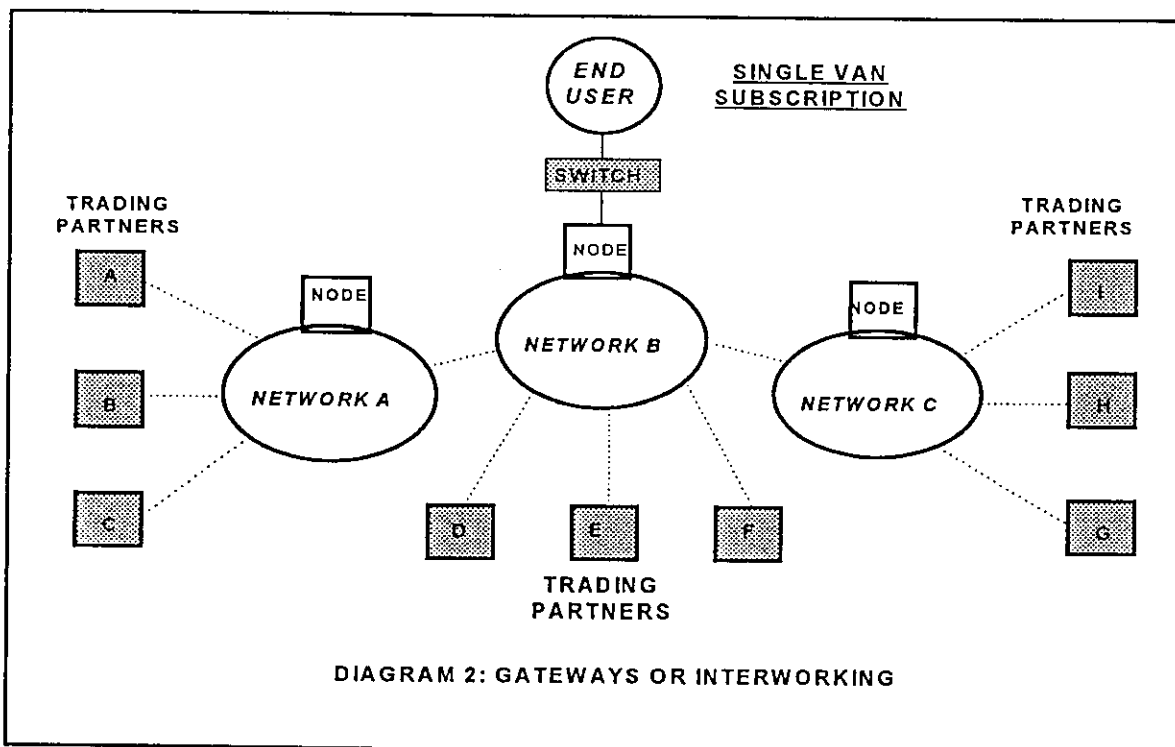 END
USER
SINGLE VAN
SUBSCRIPTION
SWITCH
TRADING
PARTNERS
TRADING
PARTNERS
NODE
A
NODE
NODE
I
NETWORK B
B
NETWORK A
NETWORK C
H
C
D
E
F
G
TRADING
PARTNERS
DIAGRAM 2: GATEWAYS OR INTERWORKING